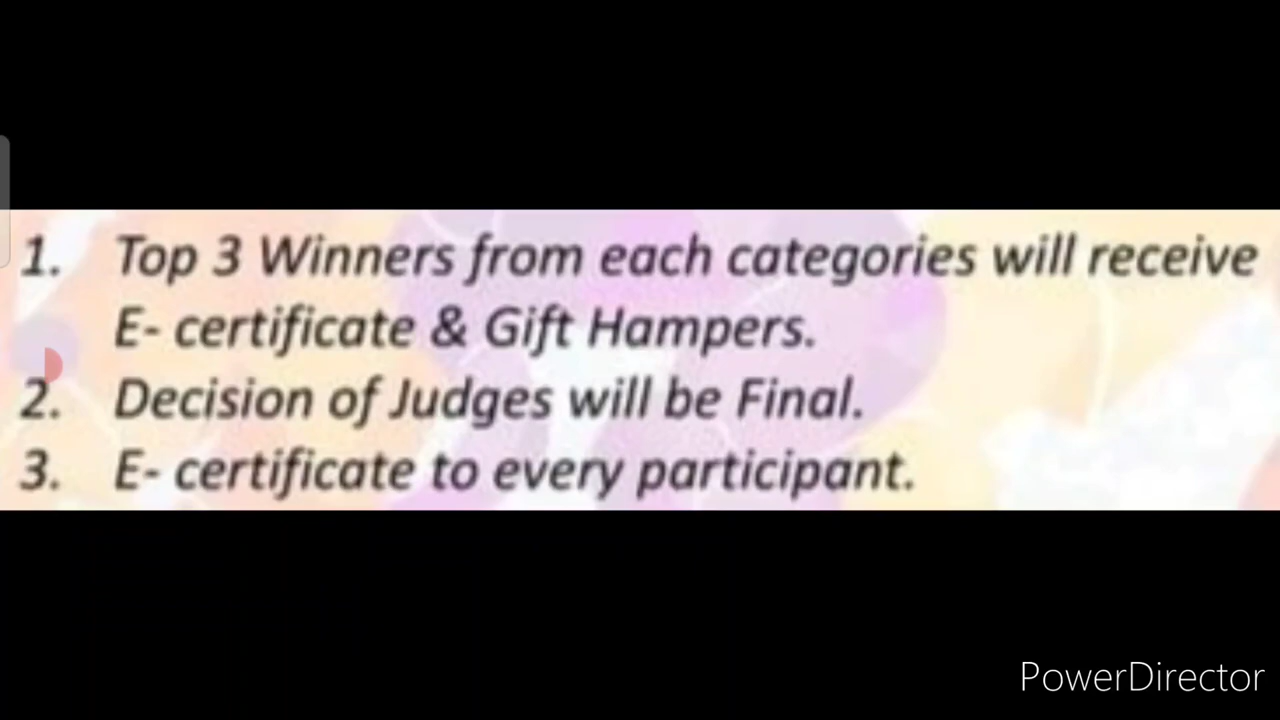 1. Top 3 Winners from each categories will receive
E- certificate & Gift Hampers.
2. Decision of Judges will be Final.
3. E- certificate to every participant.
PowerDirector